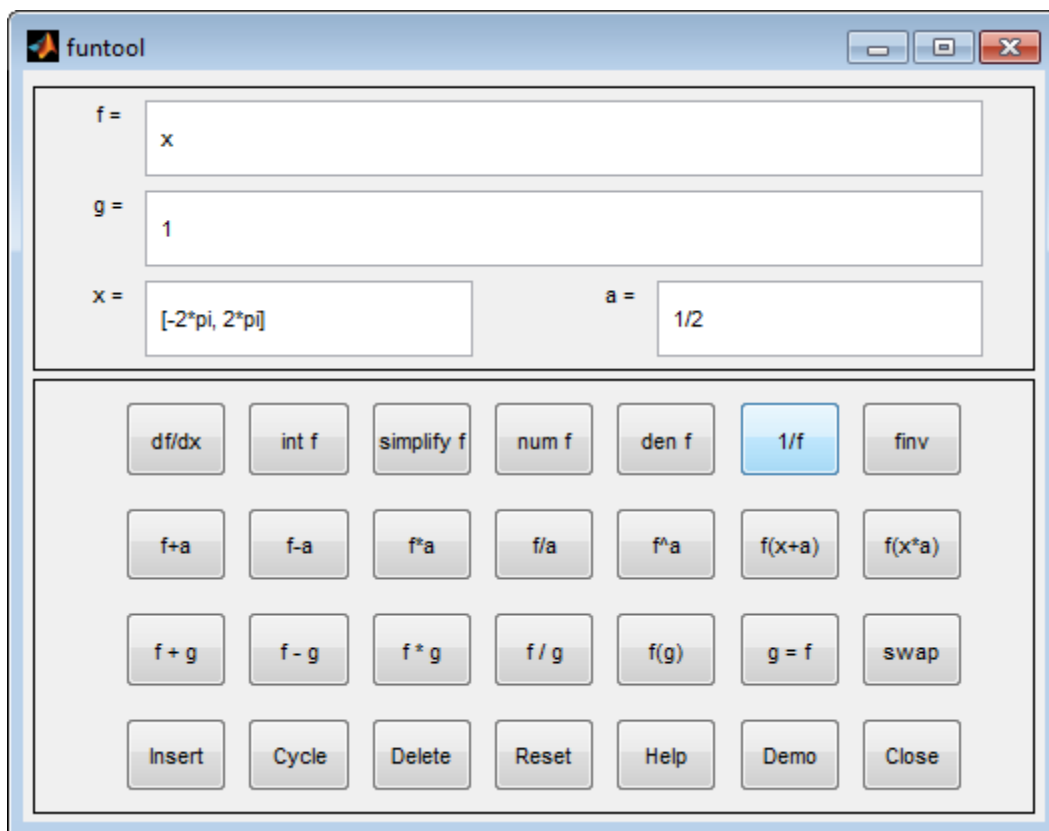 funtool
f =
x
g =
1
x =
[-2*pi, 2*pi]
a =
1/2
df/dx int f simplify f num f den f 1/f finv
f+a f-a f*a f/a f^a f(x+a) f(x*a)
f + g f - g f * g f / g f(g) g = f swap
Insert Cycle Delete Reset Help Demo Close